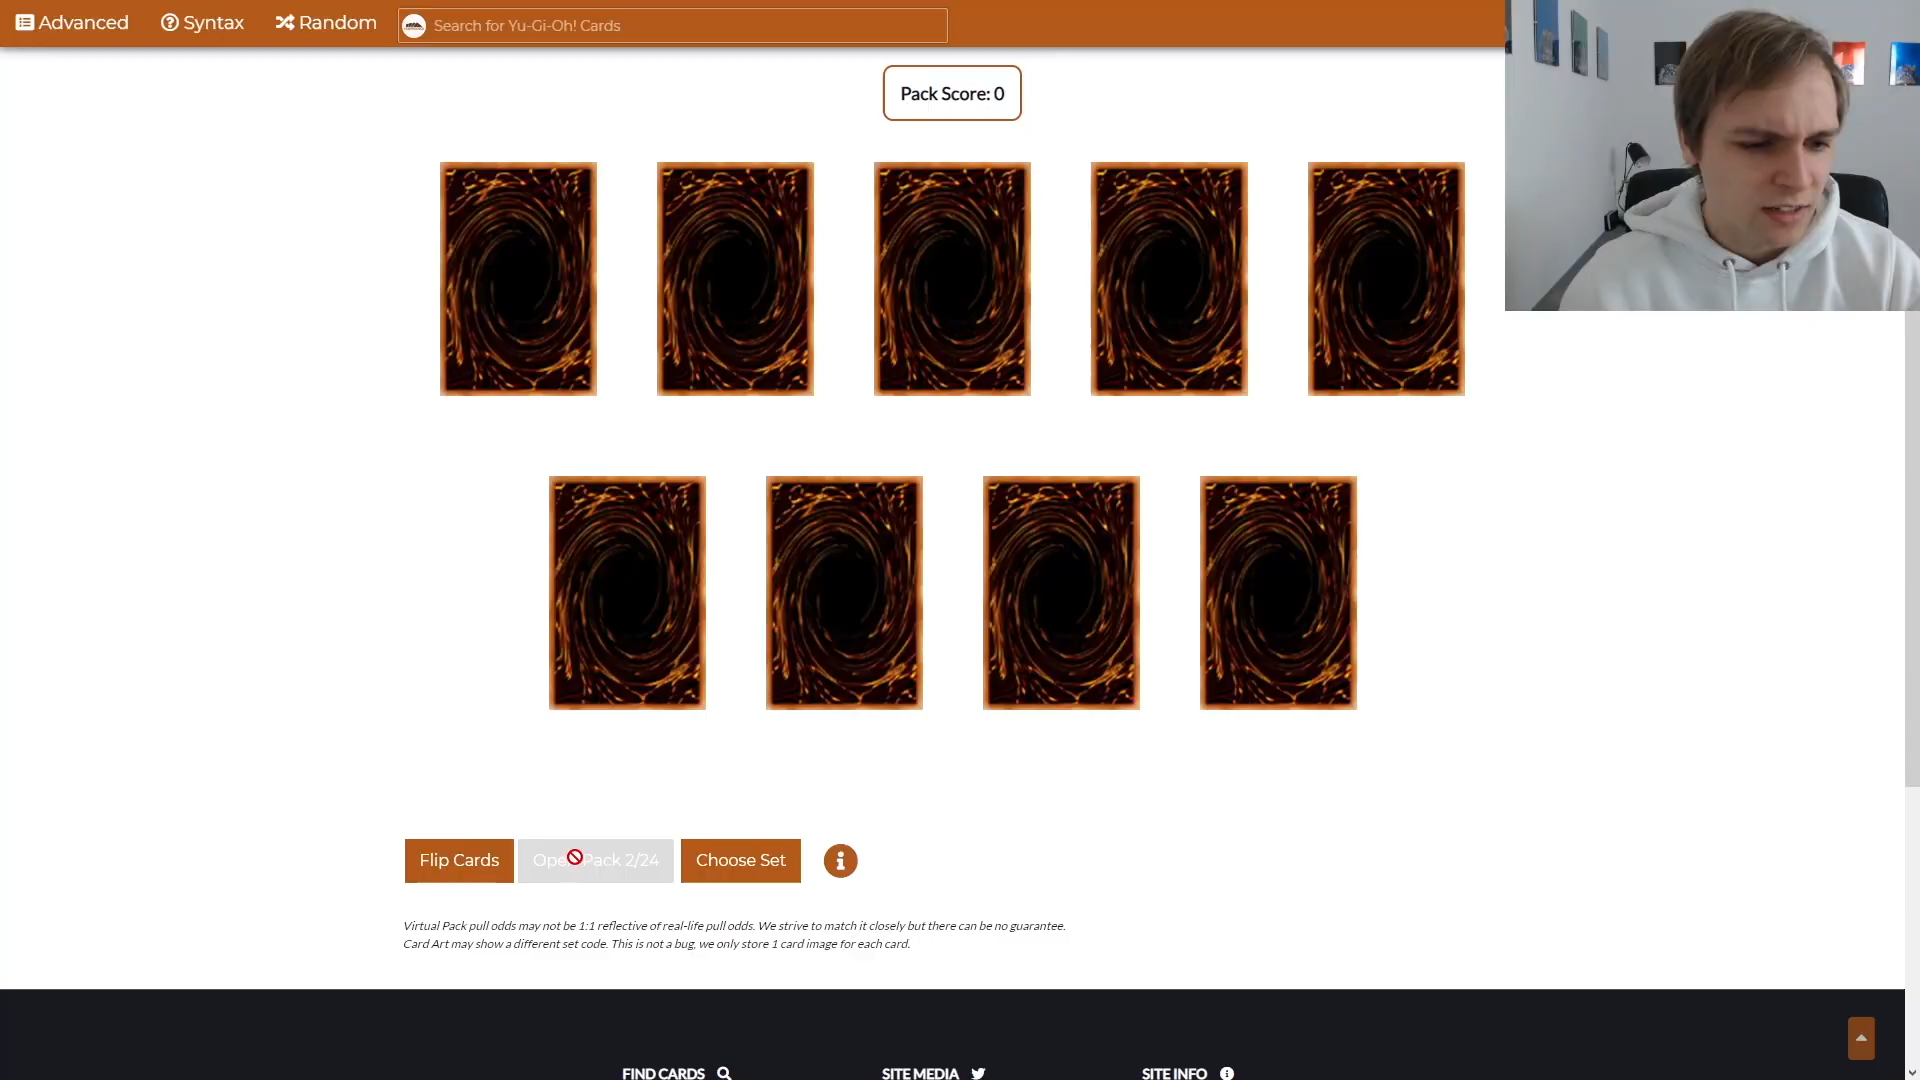 Advanced
Syntax
Random
Search for Yu-Gi-Oh! Cards
Pack Score: 0
Flip Cards
Open Pack 2/24
Choose Set
Virtual Pack pull odds may not be 1:1 reflective of real-life pull odds. We strive to match it closely but there can be no guarantee.
Card Art may show a different set code. This is not a bug, we only store 1 card image for each card.
FIND CARDS
SITE MEDIA
SITE INFO